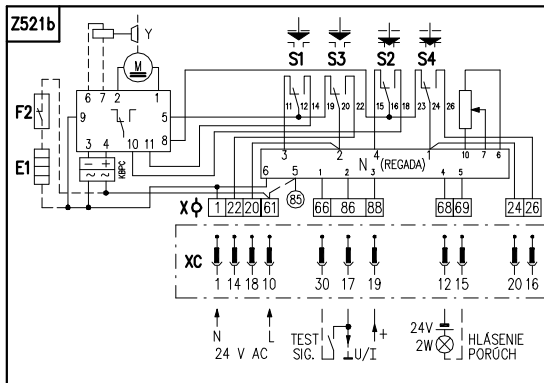 Z521b
S1 S3 S2 S4
Y
M
6 7 2 1
9 5
8
3 4 10 11
F2
E1
− +
~ ~
KBPC
11 12 14 19 20 22 15 16 18 23 24 26
3 2 4 1 10 7 6
N (REGADA)
6 5 1 2 3 4 5
85
X 1 22 20 61 66 86 88 68 69 24 26
XC
1 14 18 10 30 17 19 12 15 20 16
N L
24 V AC
TEST
SIG.
U/I
+
24V
2W
HLÁSENIE
PORÚCH